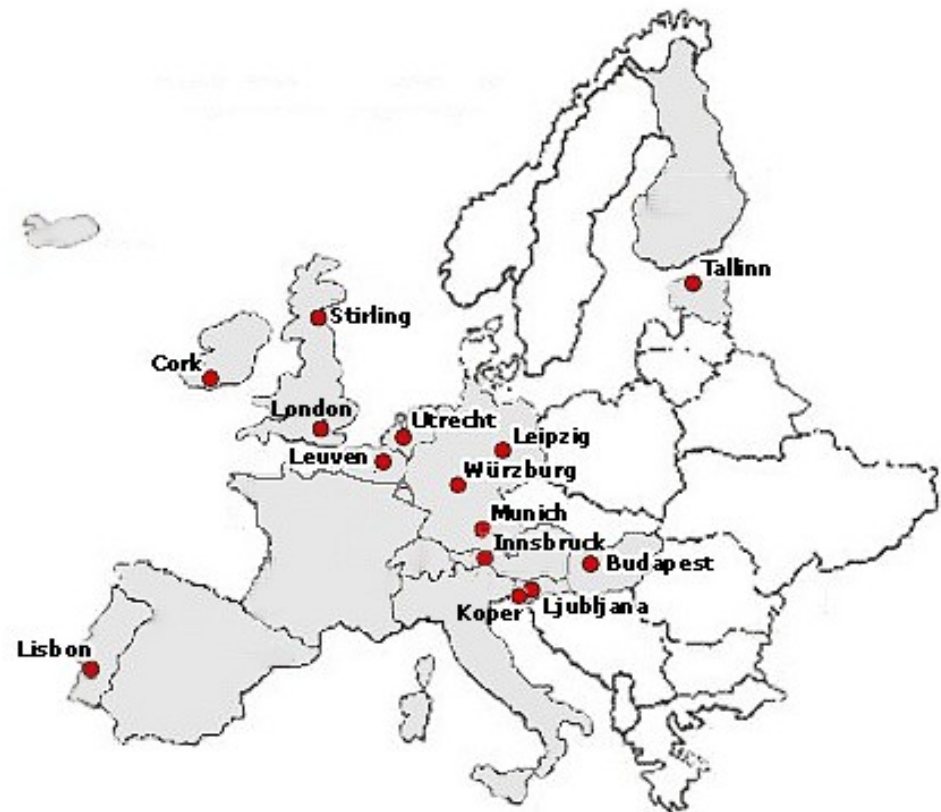 Tallinn
Stirling
Cork
London
Utrecht
Leipzig
Leuven
Würzburg
Munich
Innsbruck
Budapest
Koper
Ljubljana
Lisbon